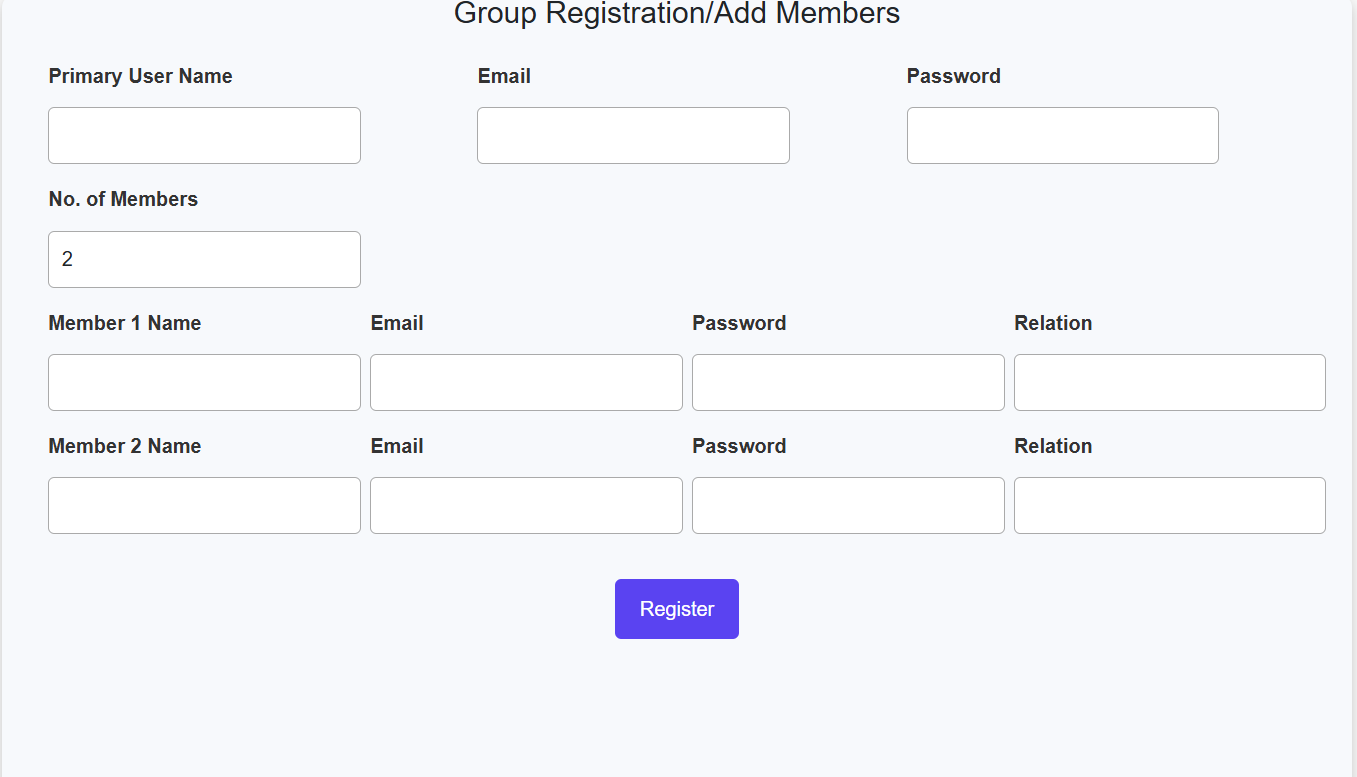 Group Registration/Add Members
Primary User Name Email Password
No. of Members
2
Member 1 Name Email Password Relation
Member 2 Name Email Password Relation
Register